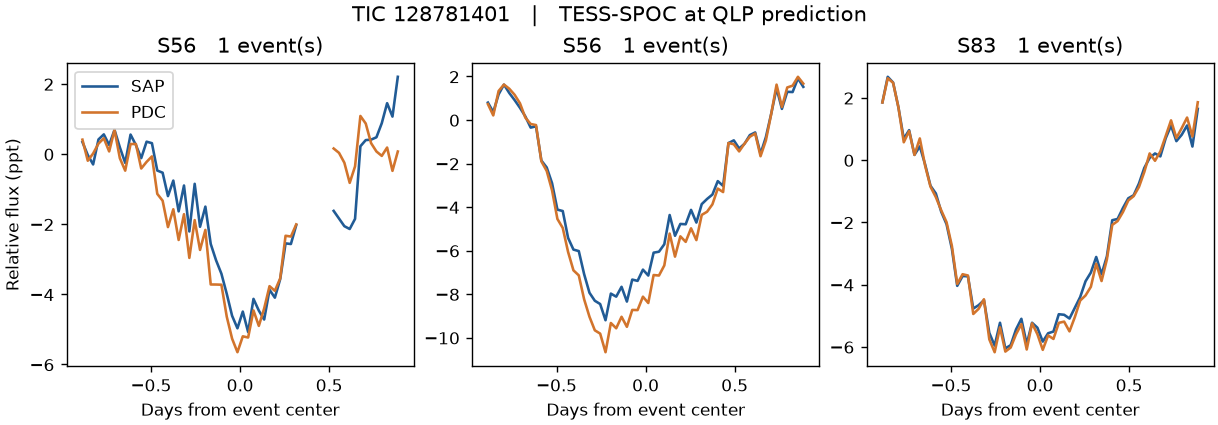 TIC 128781401 | TESS-SPOC at QLP prediction
S56 1 event(s)
S56 1 event(s)
S83 1 event(s)
SAP
PDC
Relative flux (ppt)
2
0
−2
−4
−6
2
0
−2
−4
−6
−8
−10
2
0
−2
−4
−6
−0.5 0.0 0.5
−0.5 0.0 0.5
−0.5 0.0 0.5
Days from event center
Days from event center
Days from event center